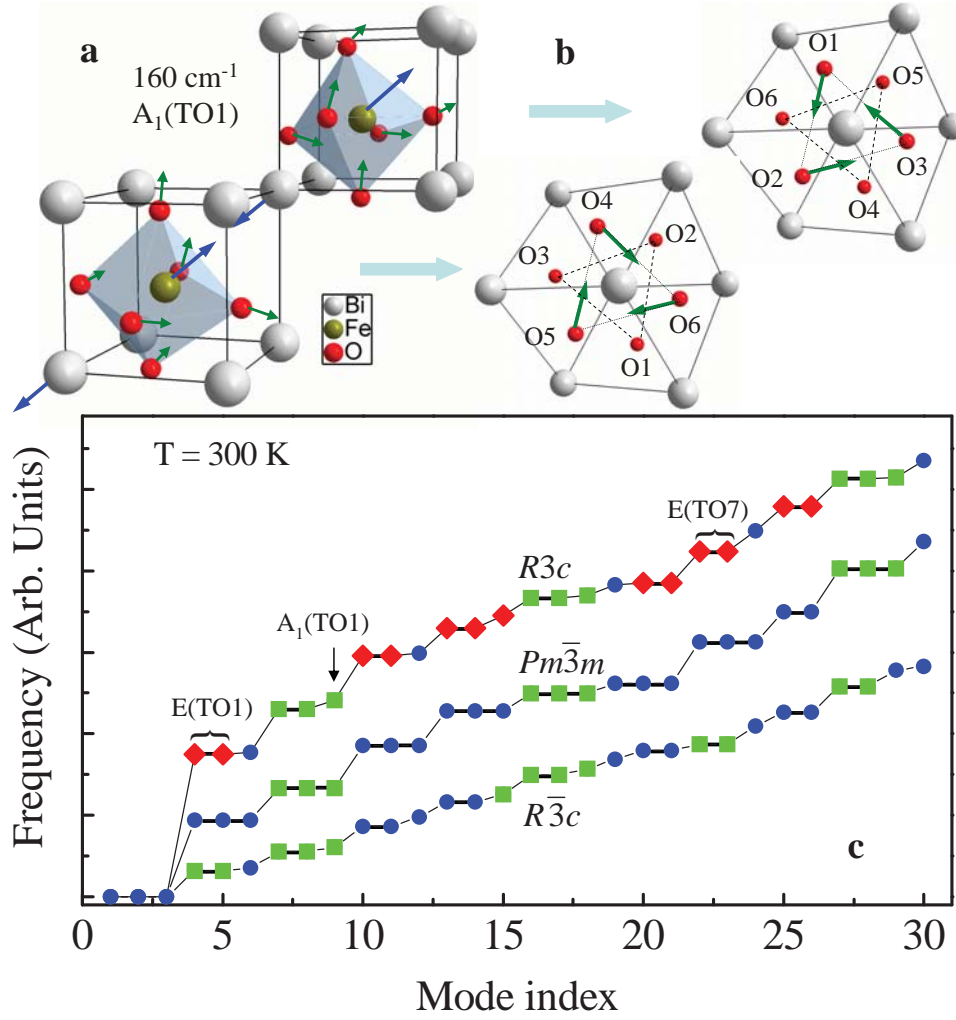 a
160 cm⁻¹
A₁(TO1)
Bi
Fe
O
b
O1
O5
O6
O2
O3
O4
O4
O2
O3
O5
O6
O1
T = 300 K
E(TO7)
R3c
A₁(TO1)
Pm3̅m
E(TO1)
R3̅c
c
Frequency (Arb. Units)
0 5 10 15 20 25 30
Mode index